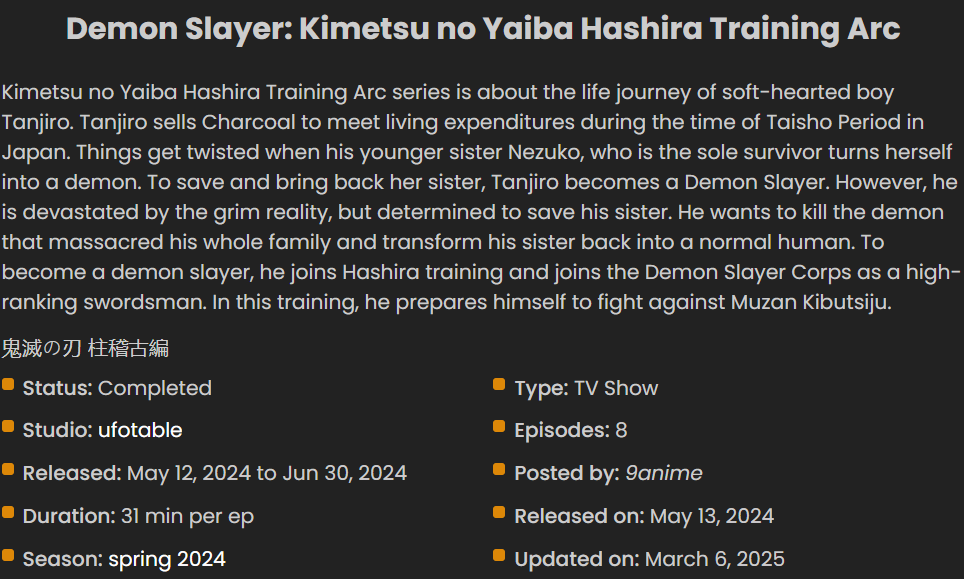 Demon Slayer: Kimetsu no Yaiba Hashira Training Arc
Kimetsu no Yaiba Hashira Training Arc series is about the life journey of soft-hearted boy
Tanjiro. Tanjiro sells Charcoal to meet living expenditures during the time of Taisho Period in
Japan. Things get twisted when his younger sister Nezuko, who is the sole survivor turns herself
into a demon. To save and bring back her sister, Tanjiro becomes a Demon Slayer. However, he
is devastated by the grim reality, but determined to save his sister. He wants to kill the demon
that massacred his whole family and transform his sister back into a normal human. To
become a demon slayer, he joins Hashira training and joins the Demon Slayer Corps as a high-
ranking swordsman. In this training, he prepares himself to fight against Muzan Kibutsiju.
鬼滅の刃 柱稽古編
Status: Completed
Type: TV Show
Studio: ufotable
Episodes: 8
Released: May 12, 2024 to Jun 30, 2024
Posted by: 9anime
Duration: 31 min per ep
Released on: May 13, 2024
Season: spring 2024
Updated on: March 6, 2025